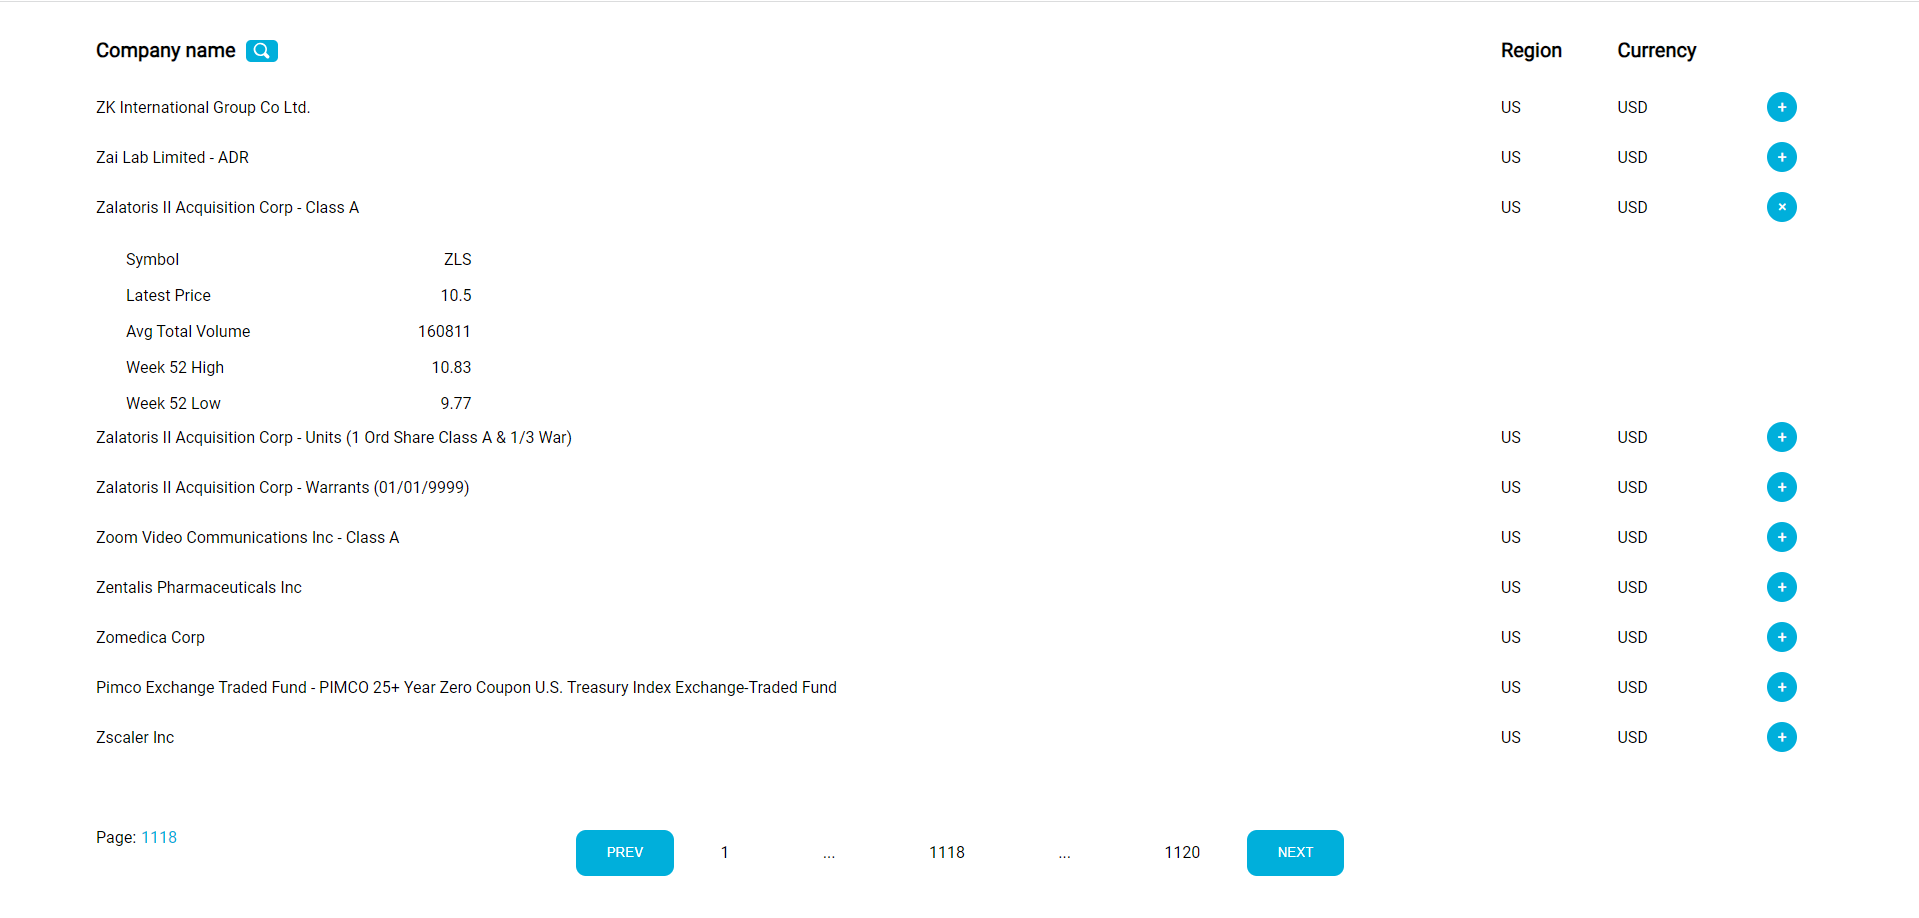 Company name Region Currency
ZK International Group Co Ltd. US USD +
Zai Lab Limited - ADR US USD +
Zalatoris II Acquisition Corp - Class A US USD ×
Symbol ZLS
Latest Price 10.5
Avg Total Volume 160811
Week 52 High 10.83
Week 52 Low 9.77
Zalatoris II Acquisition Corp - Units (1 Ord Share Class A & 1/3 War) US USD +
Zalatoris II Acquisition Corp - Warrants (01/01/9999) US USD +
Zoom Video Communications Inc - Class A US USD +
Zentalis Pharmaceuticals Inc US USD +
Zomedica Corp US USD +
Pimco Exchange Traded Fund - PIMCO 25+ Year Zero Coupon U.S. Treasury Index Exchange-Traded Fund US USD +
Zscaler Inc US USD +
Page: 1118
PREV 1 ... 1118 ... 1120 NEXT